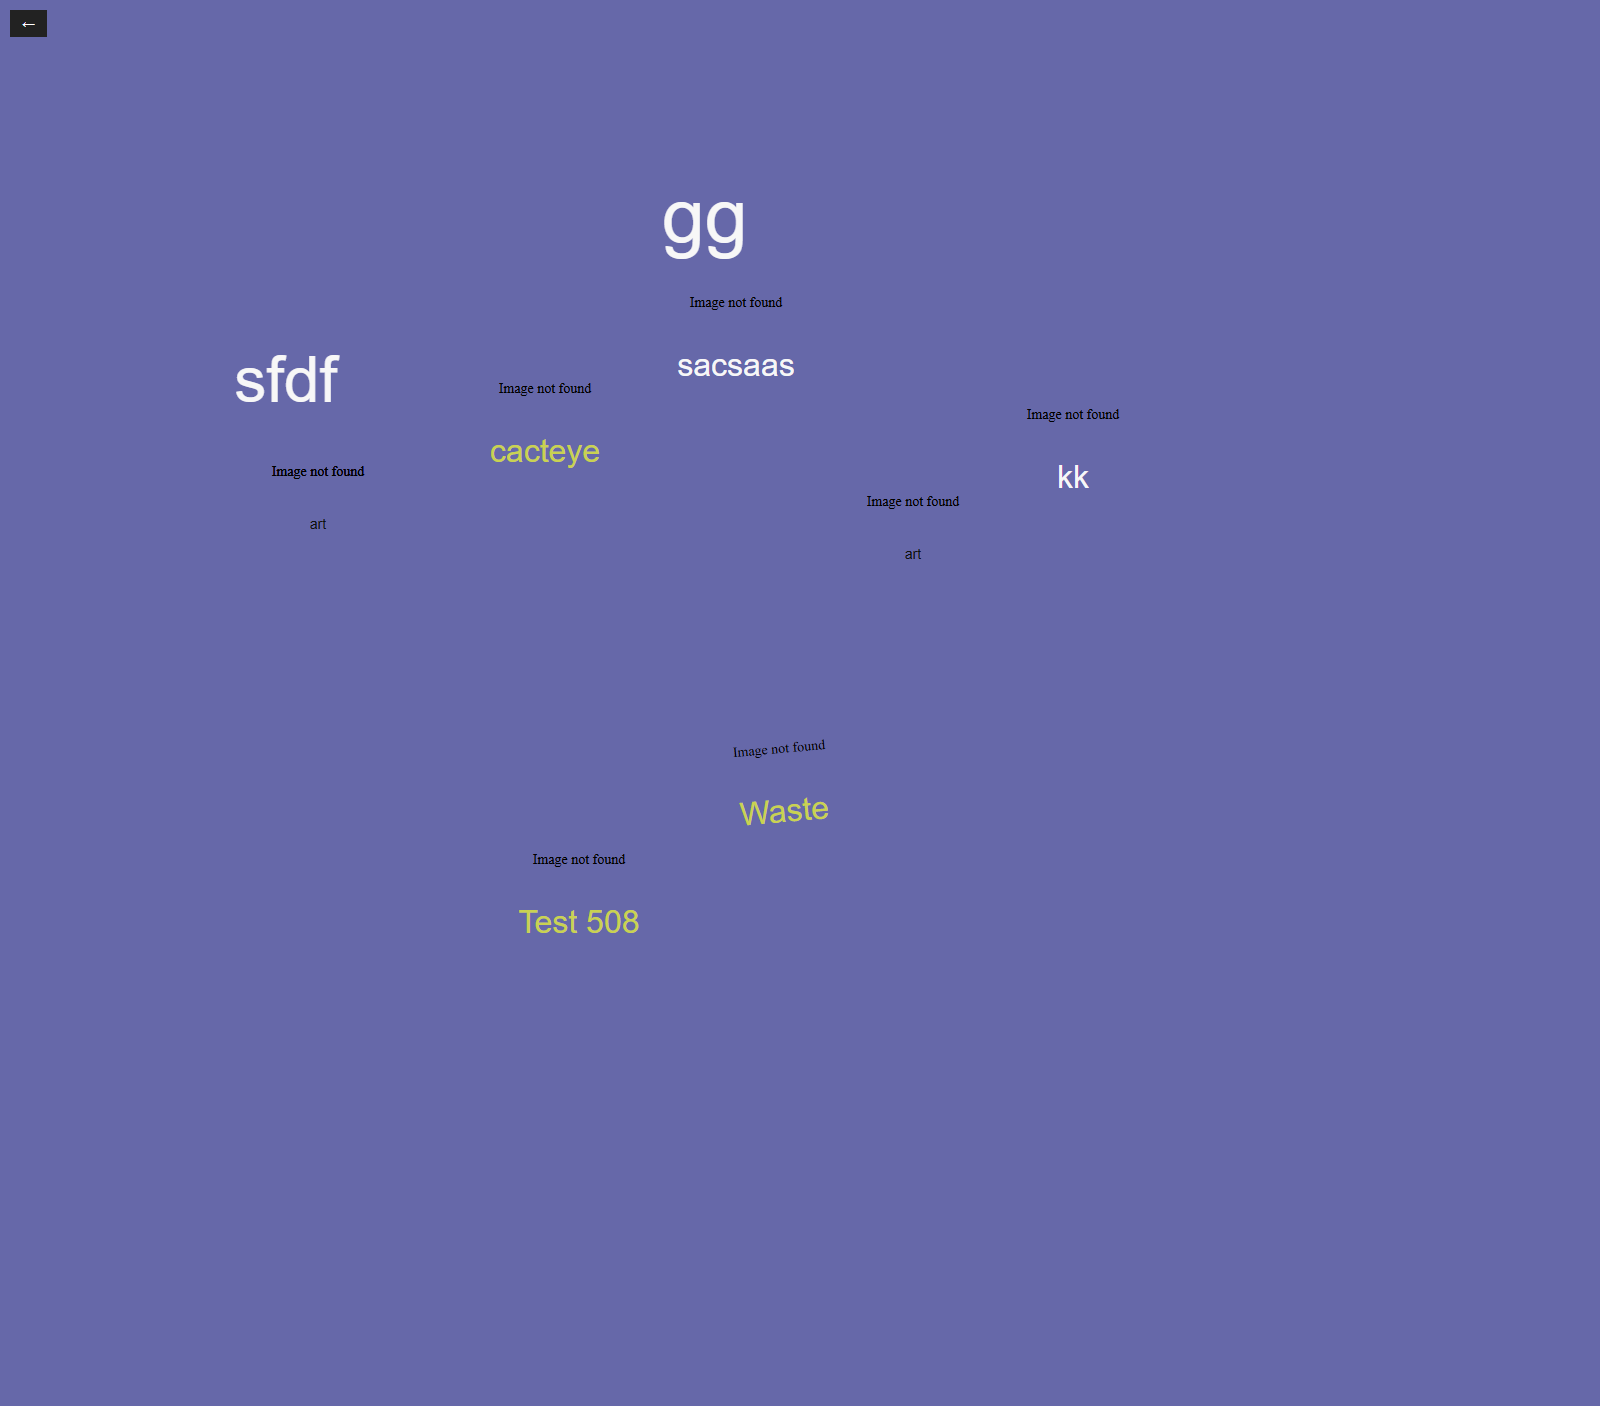 ←
gg
Image not found
sacsaas
sfdf
Image not found
cacteye
Image not found
kk
Image not found
art
Image not found
art
Image not found
Waste
Image not found
Test 508